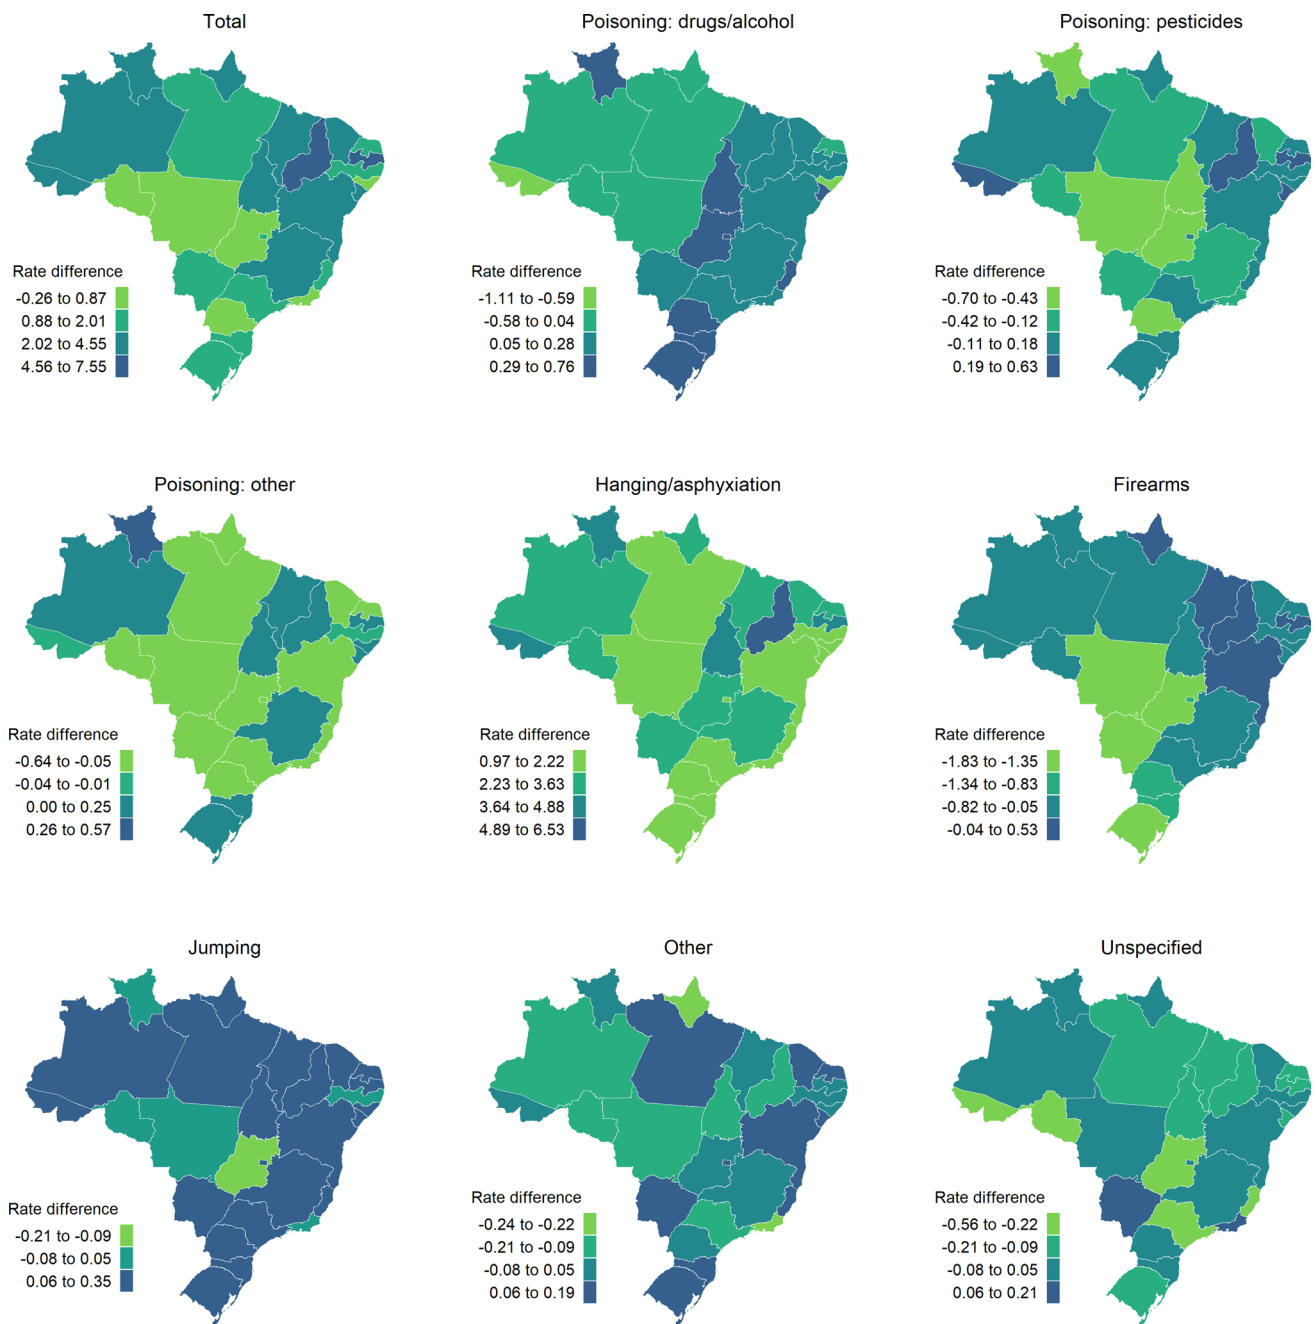 Total
Rate difference
-0.26 to 0.87
0.88 to 2.01
2.02 to 4.55
4.56 to 7.55
Poisoning: drugs/alcohol
Rate difference
-1.11 to -0.59
-0.58 to 0.04
0.05 to 0.28
0.29 to 0.76
Poisoning: pesticides
Rate difference
-0.70 to -0.43
-0.42 to -0.12
-0.11 to 0.18
0.19 to 0.63
Poisoning: other
Rate difference
-0.64 to -0.05
-0.04 to -0.01
0.00 to 0.25
0.26 to 0.57
Hanging/asphyxiation
Rate difference
0.97 to 2.22
2.23 to 3.63
3.64 to 4.88
4.89 to 6.53
Firearms
Rate difference
-1.83 to -1.35
-1.34 to -0.83
-0.82 to -0.05
-0.04 to 0.53
Jumping
Rate difference
-0.21 to -0.09
-0.08 to 0.05
0.06 to 0.35
Other
Rate difference
-0.24 to -0.22
-0.21 to -0.09
-0.08 to 0.05
0.06 to 0.19
Unspecified
Rate difference
-0.56 to -0.22
-0.21 to -0.09
-0.08 to 0.05
0.06 to 0.21